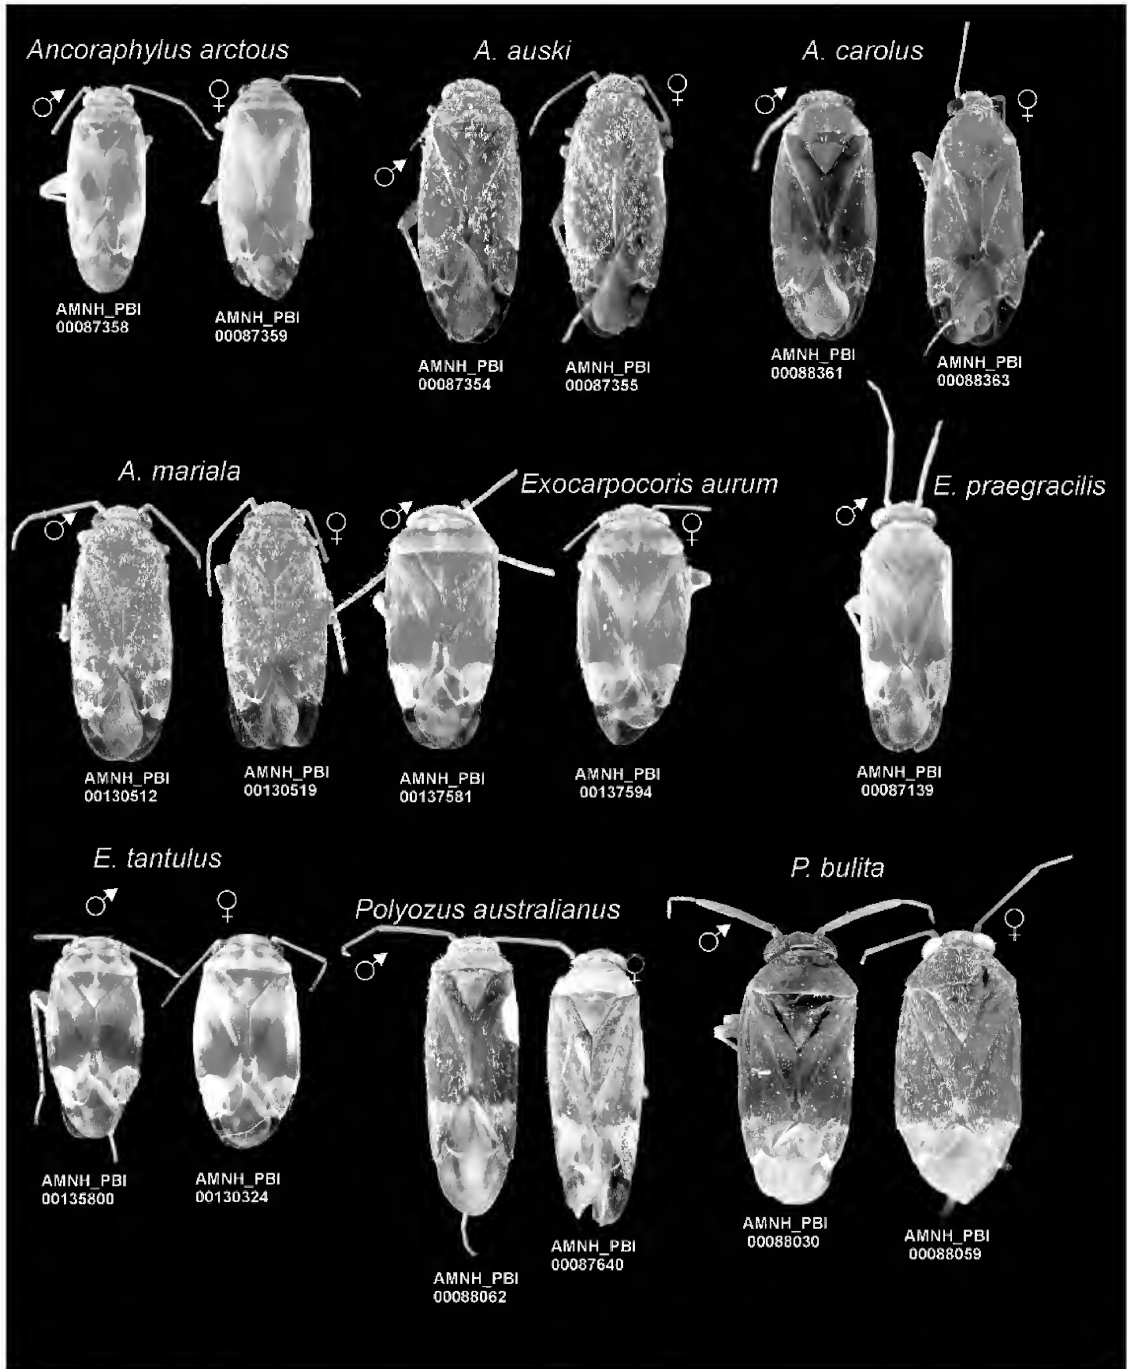 Ancoraphylus arctous
A. auski
A. carolus
♂
♀
♂
♀
♂
♀
AMNH_PBI
00087358
AMNH_PBI
00087359
AMNH_PBI
00087354
AMNH_PBI
00087355
AMNH_PBI
00088361
AMNH_PBI
00088363
A. mariala
Exocarpocoris aurum
E. praegracilis
♂
♀
♂
♀
♂
AMNH_PBI
00130512
AMNH_PBI
00130519
AMNH_PBI
00137581
AMNH_PBI
00137594
AMNH_PBI
00087139
E. tantulus
Polyozus australianus
P. bulita
♂
♀
♂
♀
♂
♀
AMNH_PBI
00135800
AMNH_PBI
00130324
AMNH_PBI
00088062
AMNH_PBI
00087640
AMNH_PBI
00088030
AMNH_PBI
00088059